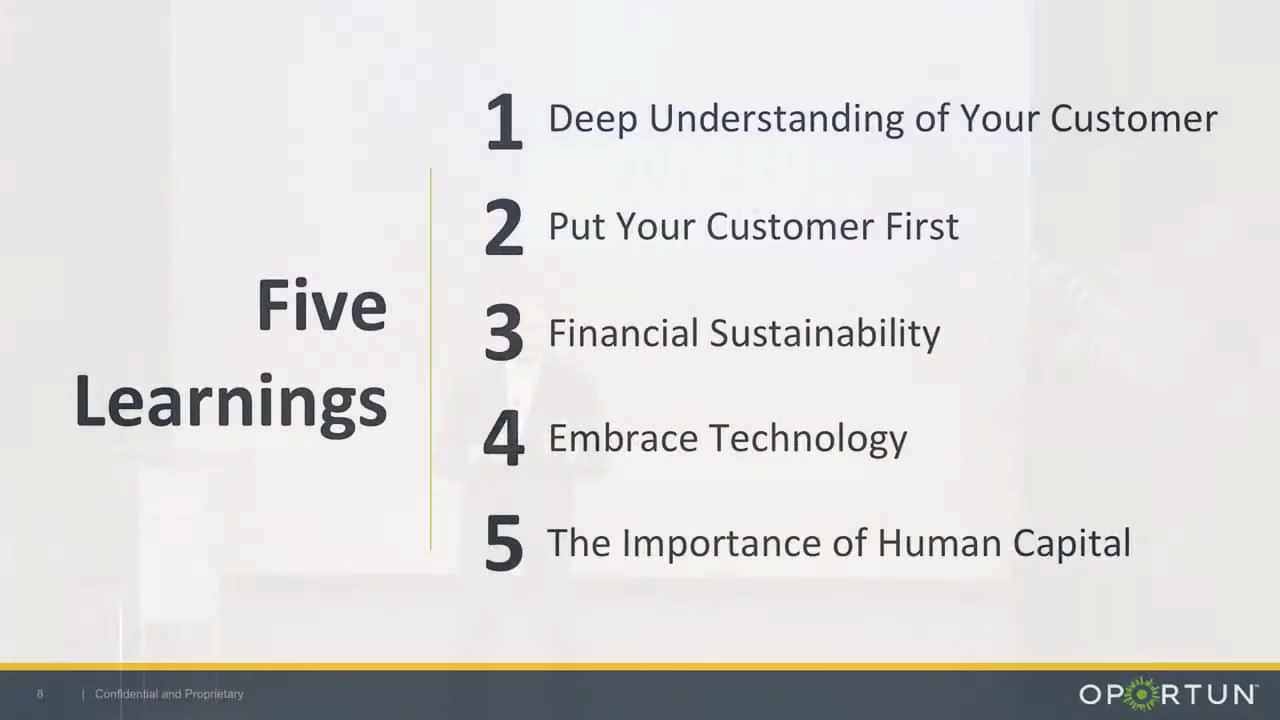 Five
Learnings
1 Deep Understanding of Your Customer
2 Put Your Customer First
3 Financial Sustainability
4 Embrace Technology
5 The Importance of Human Capital
8 | Confidential and Proprietary
OPORTUN™